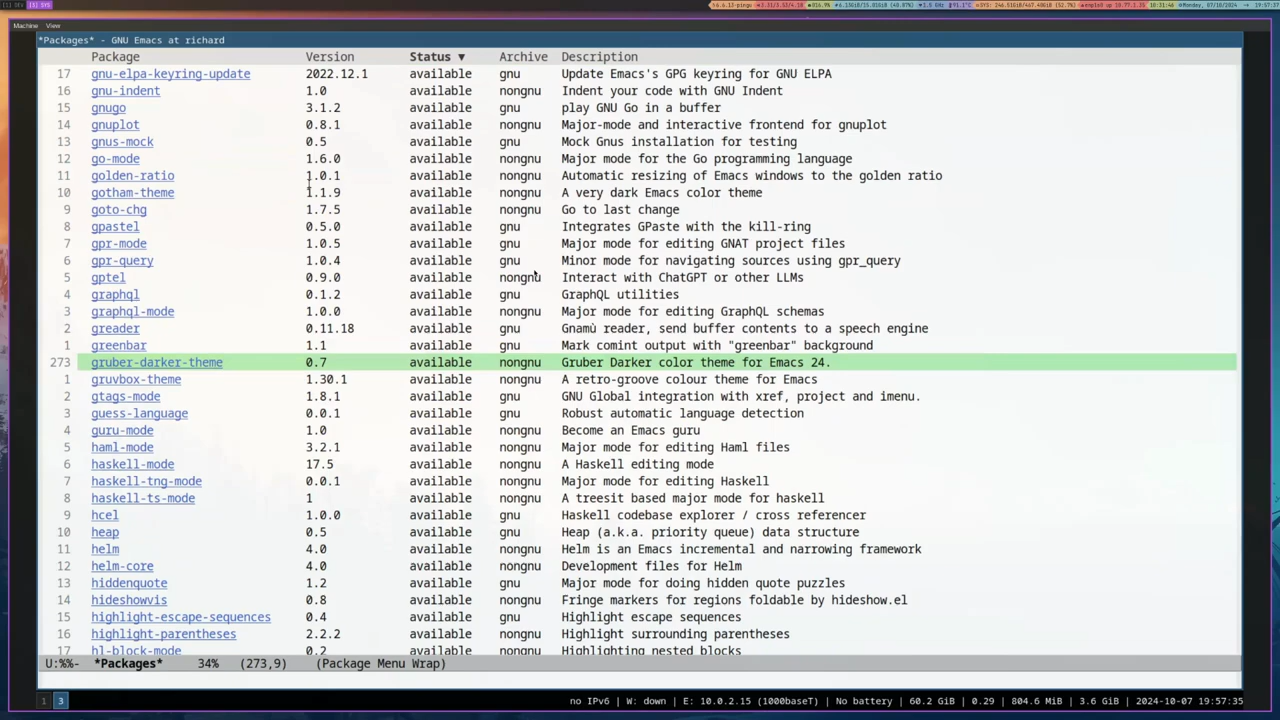 Machine View
*Packages* - GNU Emacs at richard
Package Version Status ▼ Archive Description
17 gnu-elpa-keyring-update 2022.12.1 available gnu Update Emacs's GPG keyring for GNU ELPA
16 gnu-indent 1.0 available nongnu Indent your code with GNU Indent
15 gnugo 3.1.2 available gnu play GNU Go in a buffer
14 gnuplot 0.8.1 available nongnu Major-mode and interactive frontend for gnuplot
13 gnus-mock 0.5 available gnu Mock Gnus installation for testing
12 go-mode 1.6.0 available nongnu Major mode for the Go programming language
11 golden-ratio 1.0.1 available nongnu Automatic resizing of Emacs windows to the golden ratio
10 gotham-theme 1.1.9 available nongnu A very dark Emacs color theme
9 goto-chg 1.7.5 available nongnu Go to last change
8 gpastel 0.5.0 available gnu Integrates GPaste with the kill-ring
7 gpr-mode 1.0.5 available gnu Major mode for editing GNAT project files
6 gpr-query 1.0.4 available gnu Minor mode for navigating sources using gpr_query
5 gptel 0.9.0 available nongnu Interact with ChatGPT or other LLMs
4 graphql 0.1.2 available gnu GraphQL utilities
3 graphql-mode 1.0.0 available nongnu Major mode for editing GraphQL schemas
2 greader 0.11.18 available gnu Gnamù reader, send buffer contents to a speech engine
1 greenbar 1.1 available gnu Mark comint output with "greenbar" background
273 gruber-darker-theme 0.7 available nongnu Gruber Darker color theme for Emacs 24.
1 gruvbox-theme 1.30.1 available nongnu A retro-groove colour theme for Emacs
2 gtags-mode 1.8.1 available gnu GNU Global integration with xref, project and imenu.
3 guess-language 0.0.1 available gnu Robust automatic language detection
4 guru-mode 1.0 available nongnu Become an Emacs guru
5 haml-mode 3.2.1 available nongnu Major mode for editing Haml files
6 haskell-mode 17.5 available nongnu A Haskell editing mode
7 haskell-tng-mode 0.0.1 available nongnu Major mode for editing Haskell
8 haskell-ts-mode 1 available nongnu A treesit based major mode for haskell
9 hcel 1.0.0 available gnu Haskell codebase explorer / cross referencer
10 heap 0.5 available gnu Heap (a.k.a. priority queue) data structure
11 helm 4.0 available nongnu Helm is an Emacs incremental and narrowing framework
12 helm-core 4.0 available nongnu Development files for Helm
13 hiddenquote 1.2 available gnu Major mode for doing hidden quote puzzles
14 hideshowvis 0.8 available nongnu Fringe markers for regions foldable by hideshow.el
15 highlight-escape-sequences 0.4 available gnu Highlight escape sequences
16 highlight-parentheses 2.2.2 available nongnu Highlight surrounding parentheses
17 hl-block-mode 0.2 available nongnu Highlighting nested blocks
U:%%- *Packages* 34% (273,9) (Package Menu Wrap)
1 3 no IPv6 | W: down | E: 10.0.2.15 (1000baseT) | No battery | 60.2 GiB | 0.29 | 804.6 MiB | 3.6 GiB | 2024-10-07 19:57:35